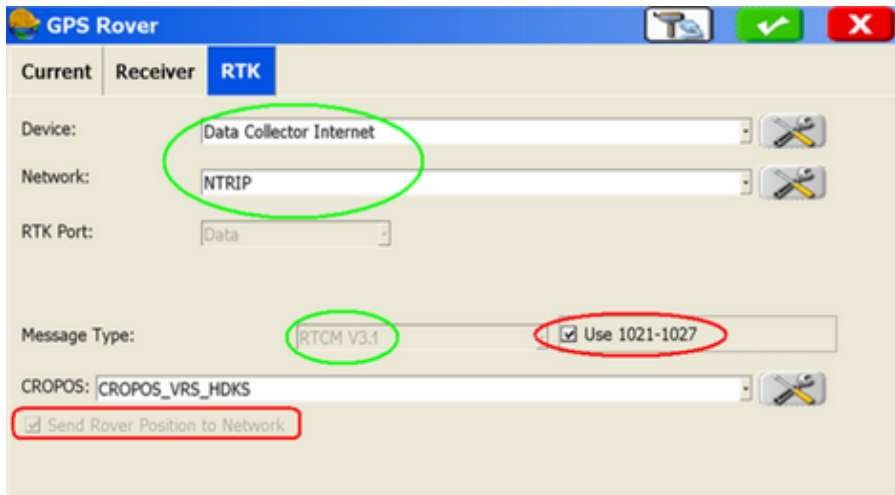 GPS Rover
Current Receiver RTK
Device: Data Collector Internet
Network: NTRIP
RTK Port: Data
Message Type: RTCM V3.1 Use 1021-1027
CROPOS: CROPOS_VRS_HDKS
Send Rover Position to Network